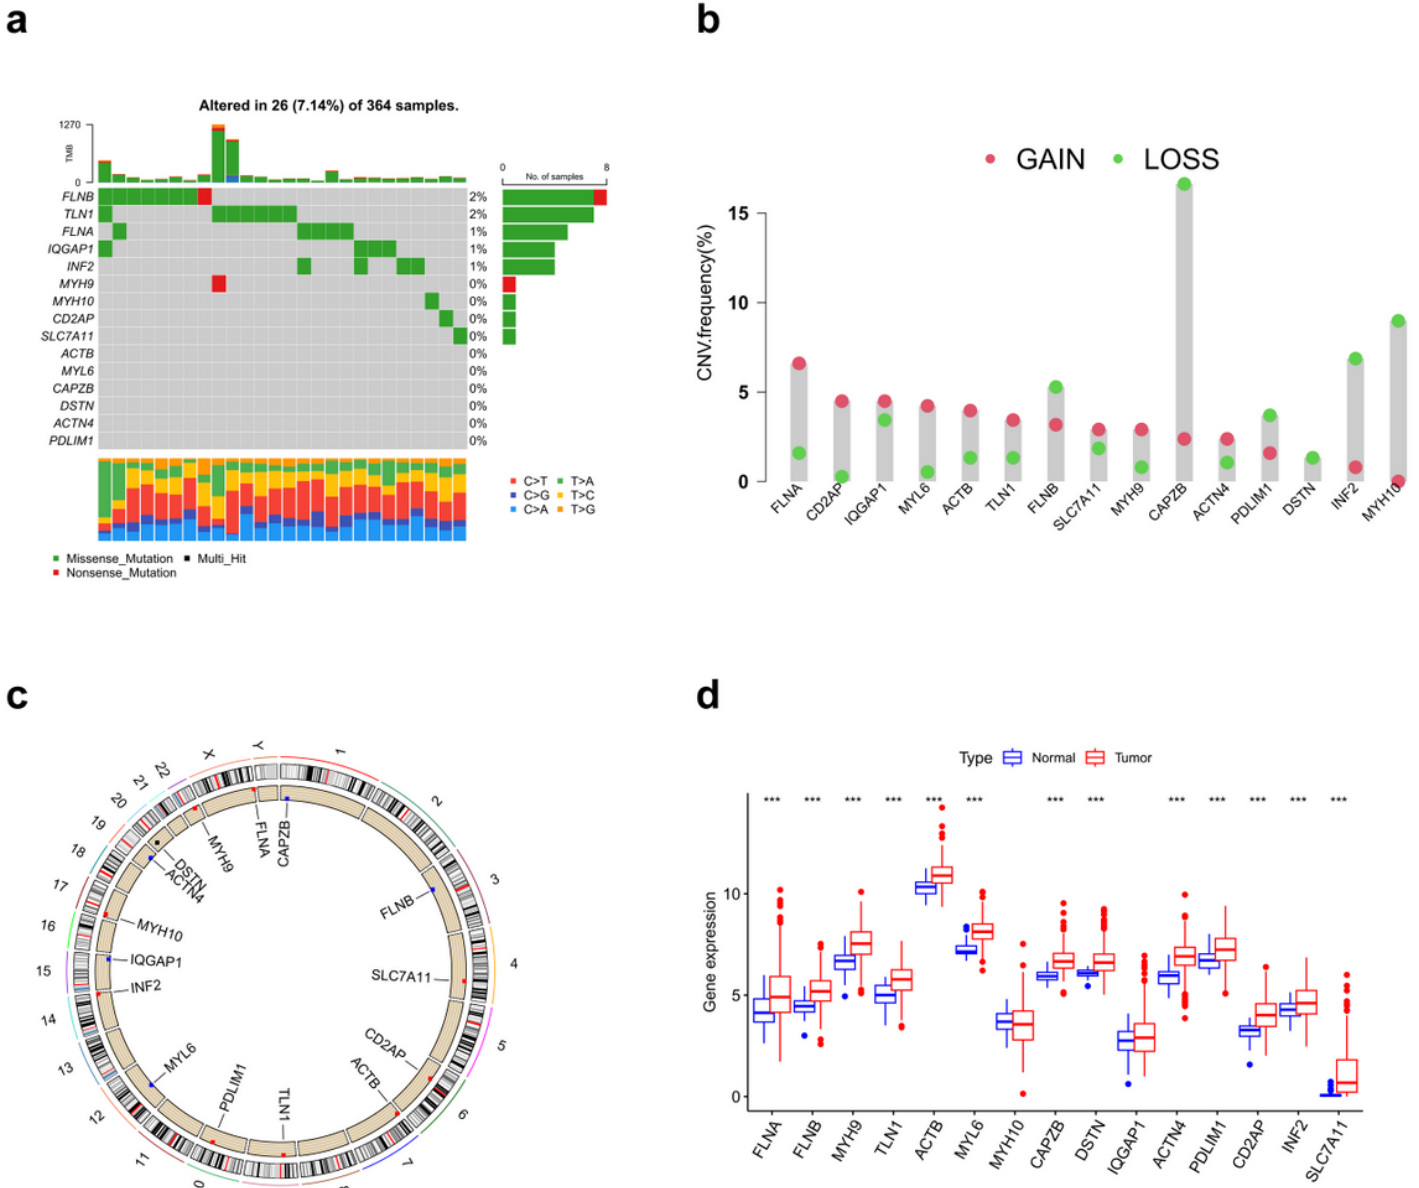 a
Altered in 26 (7.14%) of 364 samples.
1270
TMB
0
0 8
No. of samples
FLNB 2%
TLN1 2%
FLNA 1%
IQGAP1 1%
INF2 1%
MYH9 0%
MYH10 0%
CD2AP 0%
SLC7A11 0%
ACTB 0%
MYL6 0%
CAPZB 0%
DSTN 0%
ACTN4 0%
PDLIM1 0%
C>T T>A
C>G T>C
C>A T>G
Missense_Mutation Multi_Hit
Nonsense_Mutation
b
GAIN LOSS
CNV.frequency(%)
15
10
5
0
FLNA CD2AP IQGAP1 MYL6 ACTB TLN1 FLNB SLC7A11 MYH9 CAPZB ACTN4 PDLIM1 DSTN INF2 MYH10
c
1
2
3
4
5
6
7
11
12
13
14
15
16
17
18
19
20
21
22
X
Y
CAPZB
FLNB
SLC7A11
CD2AP
ACTB
TLN1
PDLIM1
MYL6
INF2
IQGAP1
MYH10
ACTN4
DSTN
MYH9
FLNA
d
Type Normal Tumor
*** *** *** *** *** *** *** *** *** *** *** *** ***
Gene expression
10
5
0
FLNA FLNB MYH9 TLN1 ACTB MYL6 MYH10 CAPZB DSTN IQGAP1 ACTN4 PDLIM1 CD2AP INF2 SLC7A11